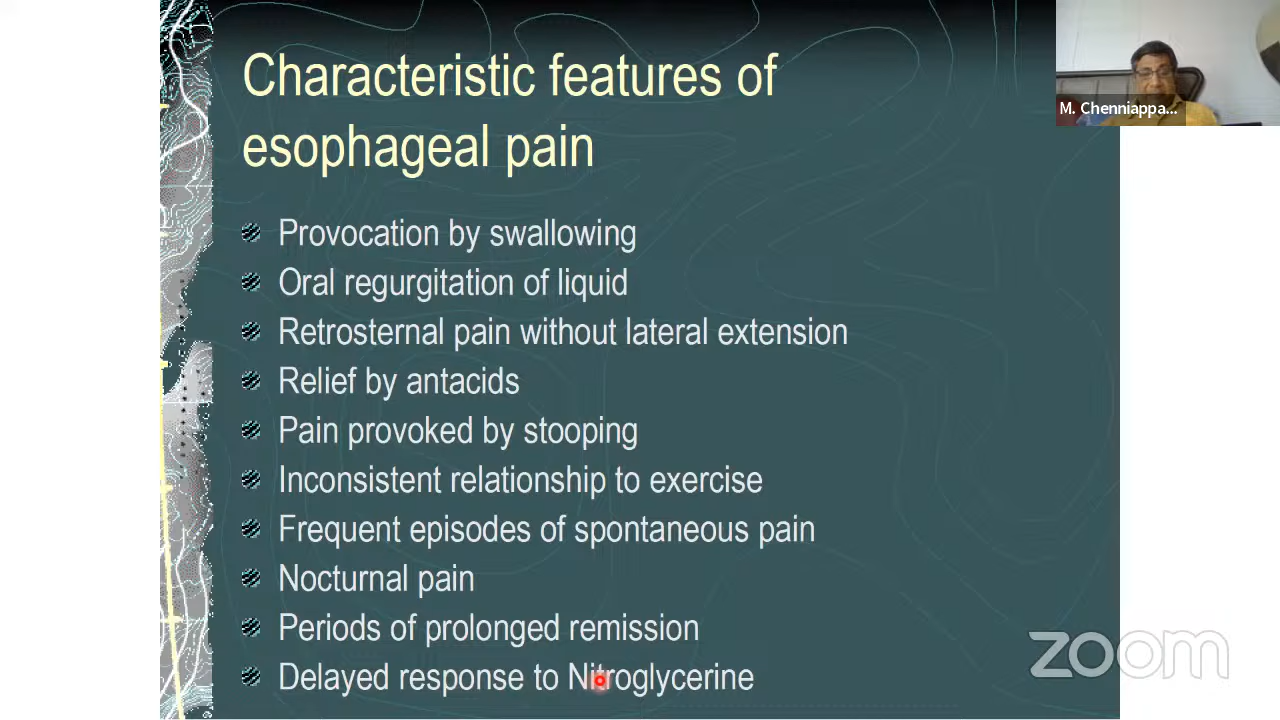 Characteristic features of
esophageal pain
M. Chenniappa...
Provocation by swallowing
Oral regurgitation of liquid
Retrosternal pain without lateral extension
Relief by antacids
Pain provoked by stooping
Inconsistent relationship to exercise
Frequent episodes of spontaneous pain
Nocturnal pain
Periods of prolonged remission
Delayed response to Nitroglycerine
zoom